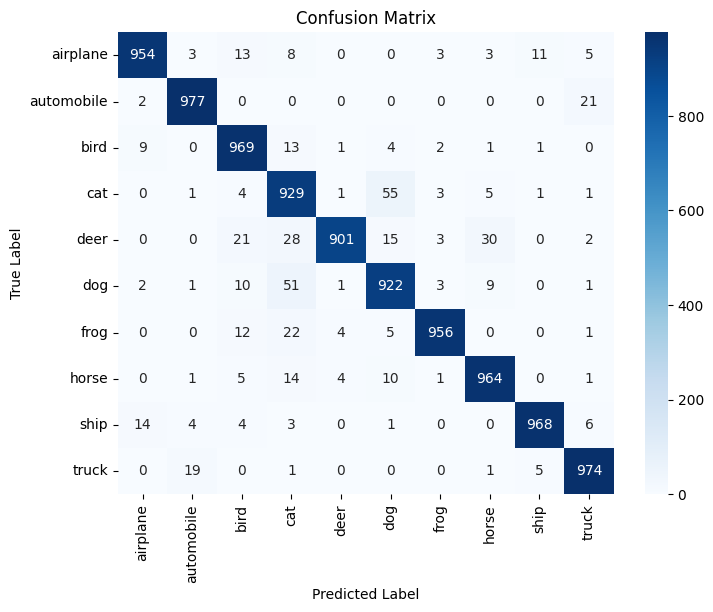 Confusion Matrix
True Label
airplane 954 3 13 8 0 0 3 3 11 5
automobile 2 977 0 0 0 0 0 0 0 21
bird 9 0 969 13 1 4 2 1 1 0
cat 0 1 4 929 1 55 3 5 1 1
deer 0 0 21 28 901 15 3 30 0 2
dog 2 1 10 51 1 922 3 9 0 1
frog 0 0 12 22 4 5 956 0 0 1
horse 0 1 5 14 4 10 1 964 0 1
ship 14 4 4 3 0 1 0 0 968 6
truck 0 19 0 1 0 0 0 1 5 974
airplane automobile bird cat deer dog frog horse ship truck
Predicted Label
800
600
400
200
0